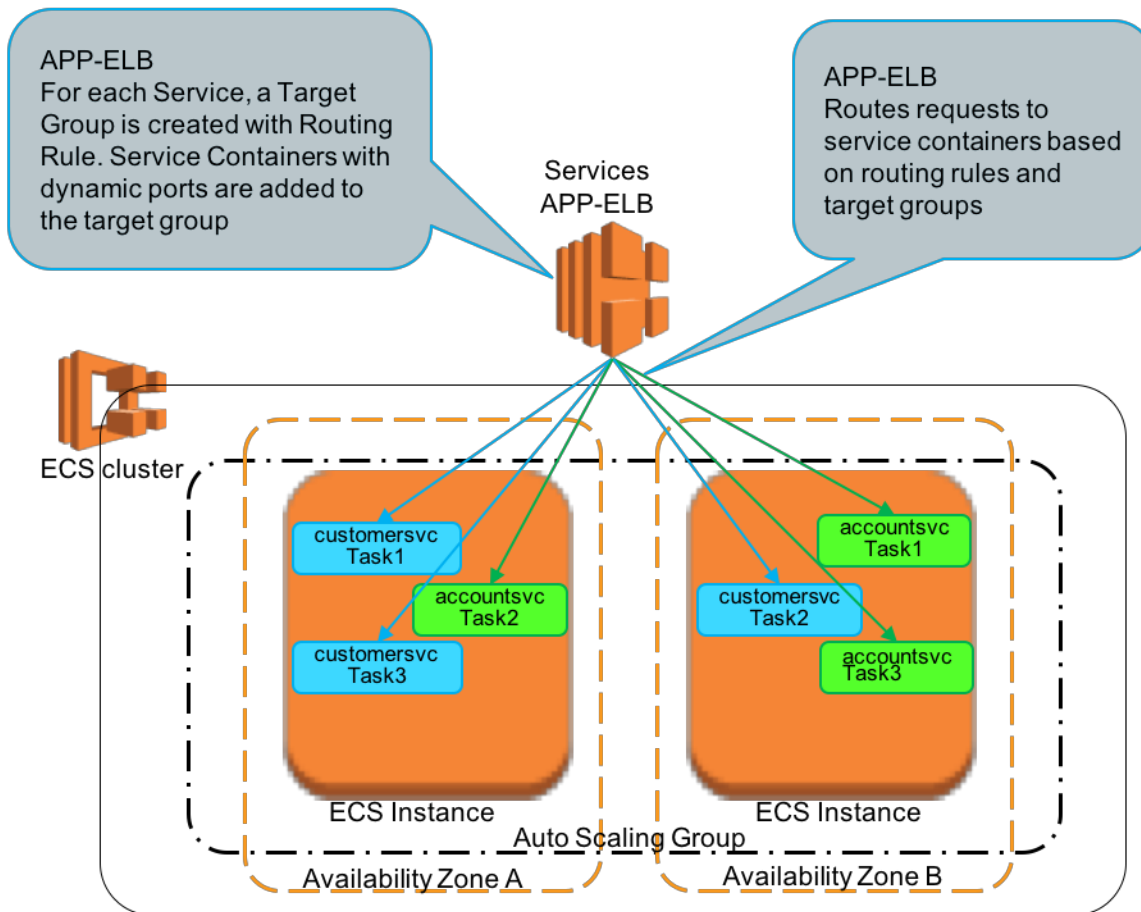 APP-ELB
For each Service, a Target
Group is created with Routing
Rule. Service Containers with
dynamic ports are added to
the target group
APP-ELB
Routes requests to
service containers based
on routing rules and
target groups
Services
APP-ELB
ECS cluster
customersvc
Task1
accountsvc
Task2
customersvc
Task3
accountsvc
Task1
customersvc
Task2
accountsvc
Task3
ECS Instance
ECS Instance
Auto Scaling Group
Availability Zone A
Availability Zone B